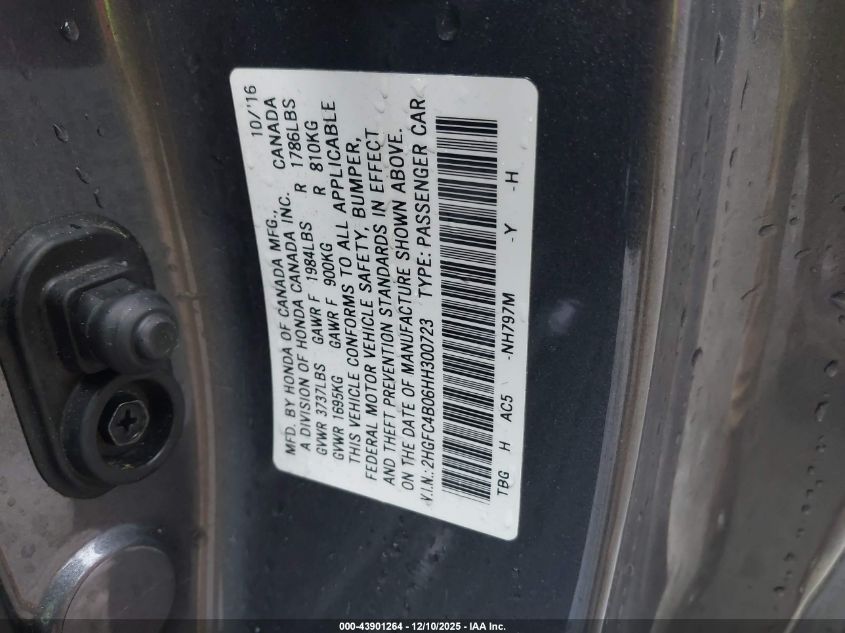 MFD. BY HONDA OF CANADA MFG., 10/'16
A DIVISION OF HONDA CANADA INC. CANADA
GVWR 3737LBS GAWR F 1984LBS R 1786LBS
GVWR 1695KG GAWR F 900KG R 810KG
THIS VEHICLE CONFORMS TO ALL APPLICABLE
FEDERAL MOTOR VEHICLE SAFETY, BUMPER,
AND THEFT PREVENTION STANDARDS IN EFFECT
ON THE DATE OF MANUFACTURE SHOWN ABOVE.
V.I.N.:2HGFC4B06HH300723 TYPE: PASSENGER CAR
TBG H AC5 -NH797M -Y -H
000-43901264 - 12/10/2025 - IAA Inc.